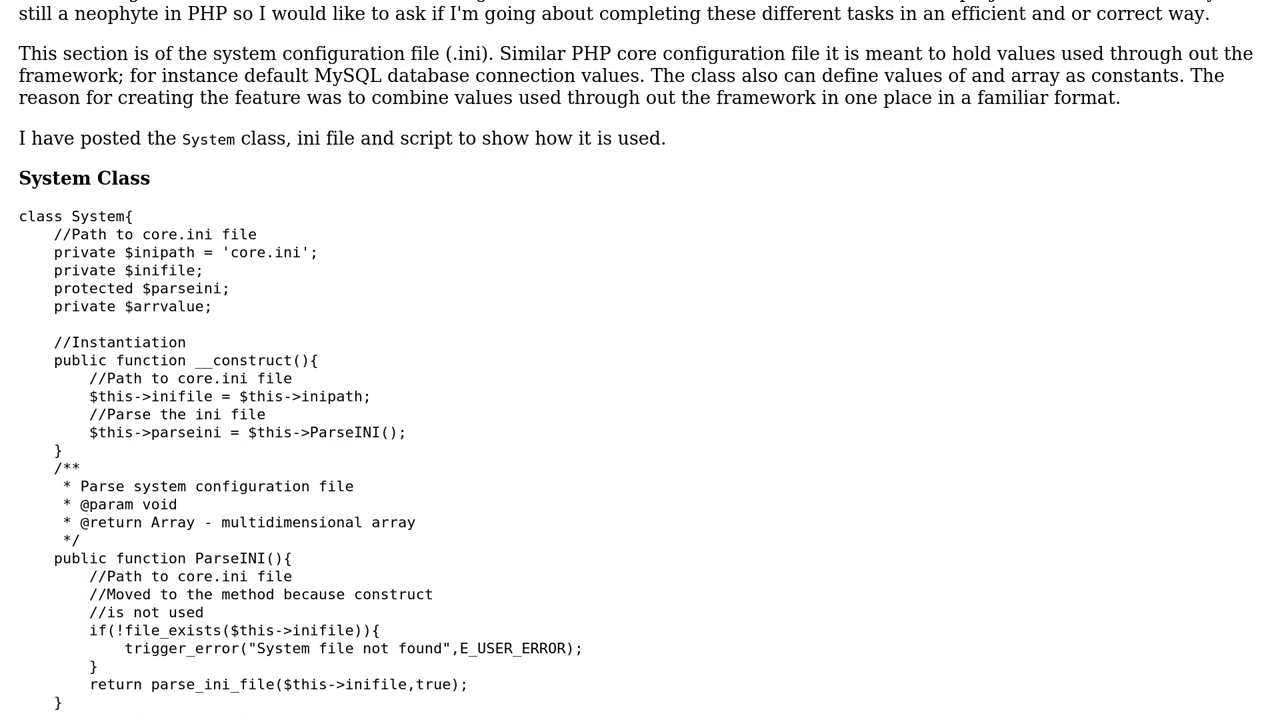 still a neophyte in PHP so I would like to ask if I'm going about completing these different tasks in an efficient and or correct way.
This section is of the system configuration file (.ini). Similar PHP core configuration file it is meant to hold values used through out the
framework; for instance default MySQL database connection values. The class also can define values of and array as constants. The
reason for creating the feature was to combine values used through out the framework in one place in a familiar format.
I have posted the System class, ini file and script to show how it is used.
System Class
class System{
    //Path to core.ini file
    private $inipath = 'core.ini';
    private $inifile;
    protected $parseini;
    private $arrvalue;

    //Instantiation
    public function __construct(){
        //Path to core.ini file
        $this->inifile = $this->inipath;
        //Parse the ini file
        $this->parseini = $this->ParseINI();
    }
    /**
     * Parse system configuration file
     * @param void
     * @return Array - multidimensional array
     */
    public function ParseINI(){
        //Path to core.ini file
        //Moved to the method because construct
        //is not used
        if(!file_exists($this->inifile)){
            trigger_error("System file not found",E_USER_ERROR);
        }
        return parse_ini_file($this->inifile,true);
    }